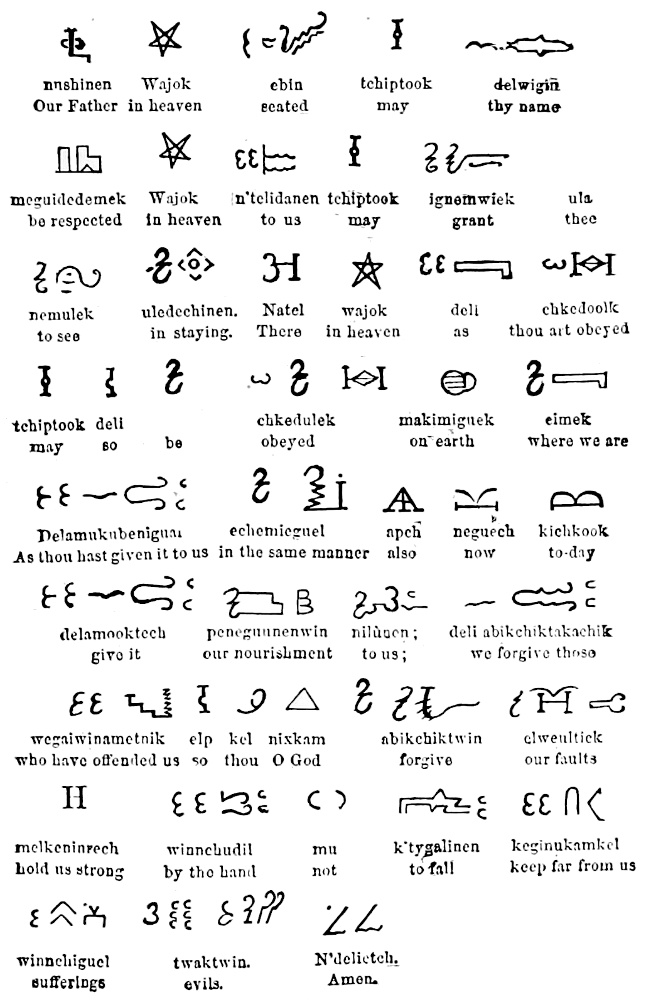 nushinen Wajok ebin tchiptook delwigin
Our Father in heaven seated may thy name
meguidedemek Wajok n'telidanen tchiptook ignemwiek ula
be respected in heaven to us may grant thee
nemulek uledechinen. Natel wajok deli chkedoolk
to see in staying. There in heaven as thou art obeyed
tchiptook deli chkedulek makimiguek eimek
may so be obeyed on earth where we are
Delamukubenigual echemieguel apch neguech kichkook
As thou hast given it to us in the same manner also now to-day
delamooktech penegunnenwin nilunen; deli abikchiktakachik
give it our nourishment to us; we forgive those
wegaiwinametnik elp kel nixkam abikchiktwin elweultiek
who have offended us so thou O God forgive our faults
melkeninrech winnchudil mu k'tygalinen keginukamkel
hold us strong by the hand not to fall keep far from us
winnchiguel twaktwin. N'delietch.
sufferings evils. Amen.